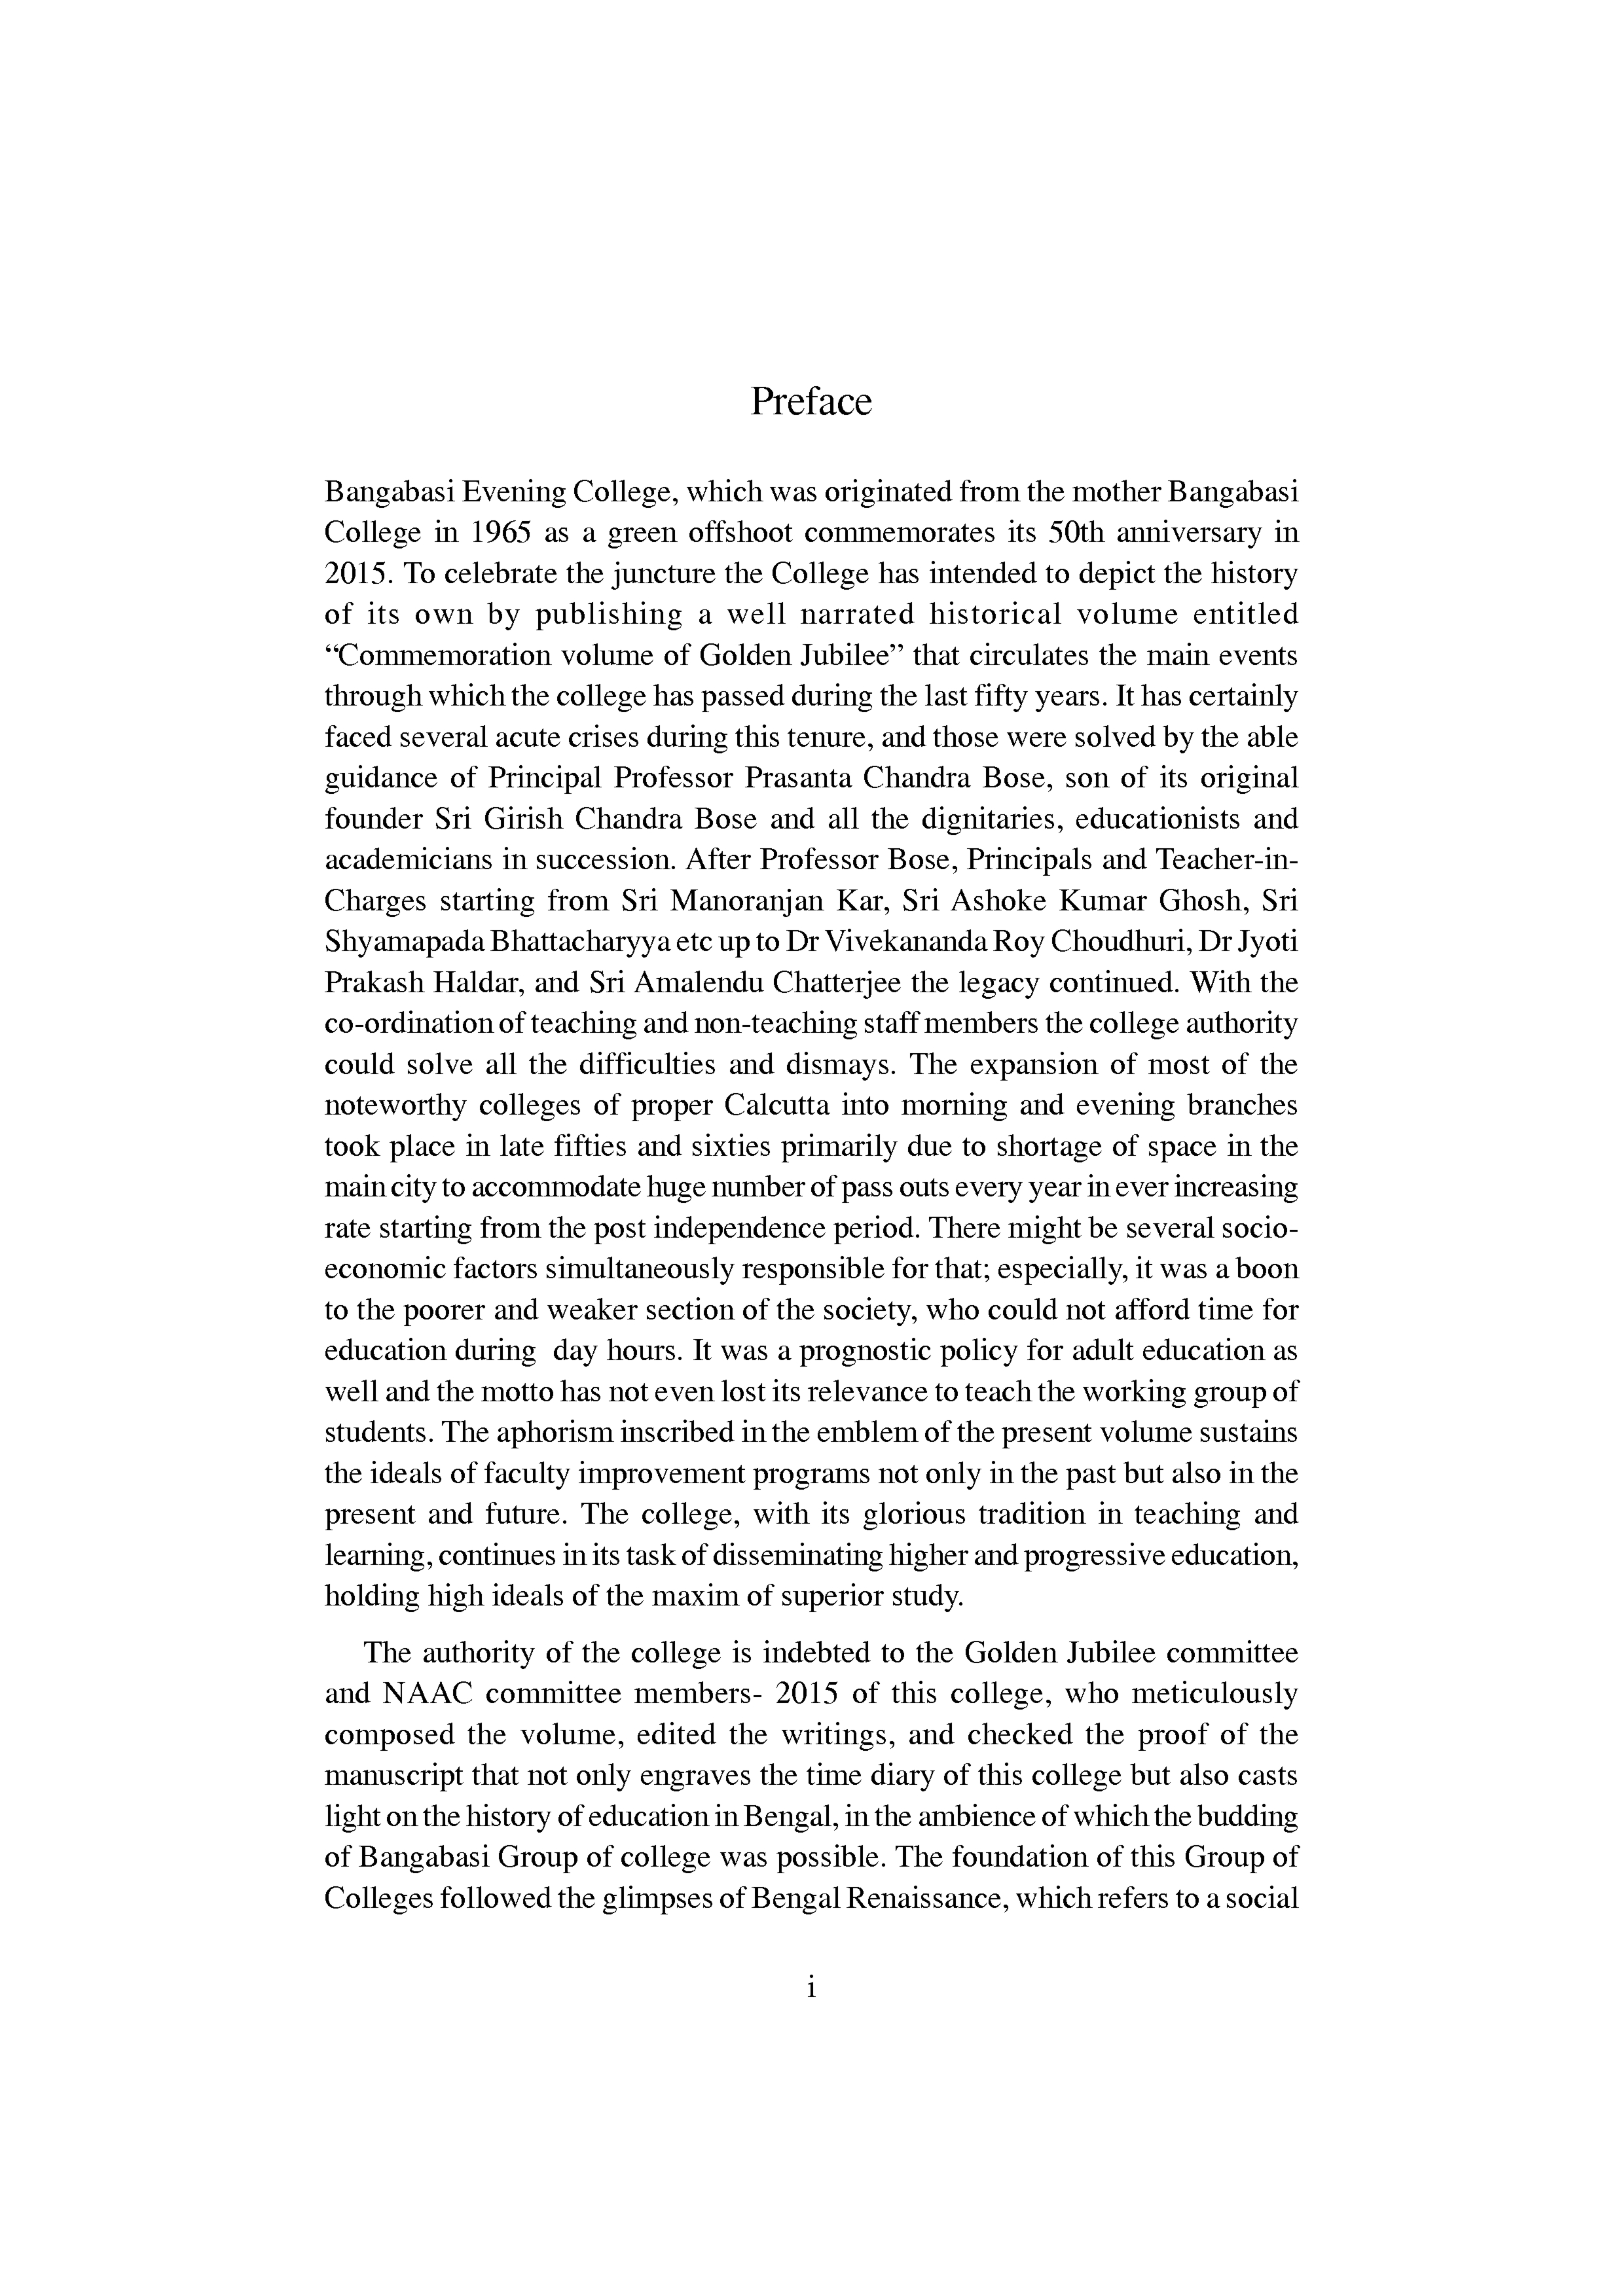 Preface
Bangabasi Evening College, which was originated from the mother Bangabasi
College in 1965 as a green offshoot commemorates its 50th anniversary in
2015. To celebrate the juncture the College has intended to depict the history
of its own by publishing a well narrated historical volume entitled
“Commemoration volume of Golden Jubilee” that circulates the main events
through which the college has passed during the last fifty years. It has certainly
faced several acute crises during this tenure, and those were solved by the able
guidance of Principal Professor Prasanta Chandra Bose, son of its original
founder Sri Girish Chandra Bose and all the dignitaries, educationists and
academicians in succession. After Professor Bose, Principals and Teacher-in-
Charges starting from Sri Manoranjan Kar, Sri Ashoke Kumar Ghosh, Sri
Shyamapada Bhattacharyya etc up to Dr Vivekananda Roy Choudhuri, Dr Jyoti
Prakash Haldar, and Sri Amalendu Chatterjee the legacy continued. With the
co-ordination of teaching and non-teaching staff members the college authority
could solve all the difficulties and dismays. The expansion of most of the
noteworthy colleges of proper Calcutta into morning and evening branches
took place in late fifties and sixties primarily due to shortage of space in the
main city to accommodate huge number of pass outs every year in ever increasing
rate starting from the post independence period. There might be several socio-
economic factors simultaneously responsible for that; especially, it was a boon
to the poorer and weaker section of the society, who could not afford time for
education during  day hours. It was a prognostic policy for adult education as
well and the motto has not even lost its relevance to teach the working group of
students. The aphorism inscribed in the emblem of the present volume sustains
the ideals of faculty improvement programs not only in the past but also in the
present and future. The college, with its glorious tradition in teaching and
learning, continues in its task of disseminating higher and progressive education,
holding high ideals of the maxim of superior study.
The authority of the college is indebted to the Golden Jubilee committee
and NAAC committee members- 2015 of this college, who meticulously
composed the volume, edited the writings, and checked the proof of the
manuscript that not only engraves the time diary of this college but also casts
light on the history of education in Bengal, in the ambience of which the budding
of Bangabasi Group of college was possible. The foundation of this Group of
Colleges followed the glimpses of Bengal Renaissance, which refers to a social
i